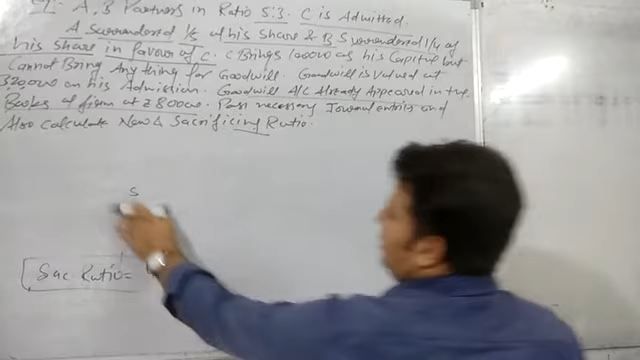 A, B Partners in Ratio 5:3. C is Admitted.
A Surrendered 1/5 of his Share & B Surrendered 1/4 of
his Share in favour of C. C Brings 100000 as his Capital but
Cannot Bring Any thing for Goodwill. Goodwill is Valued at
on his Admission. Goodwill A/C Already Appeared in the
Books of firm at ₹ 80000. Pass necessary Journal entries and
Also Calculate New & Sacrificing Ratio.
S
Sac Ratio =